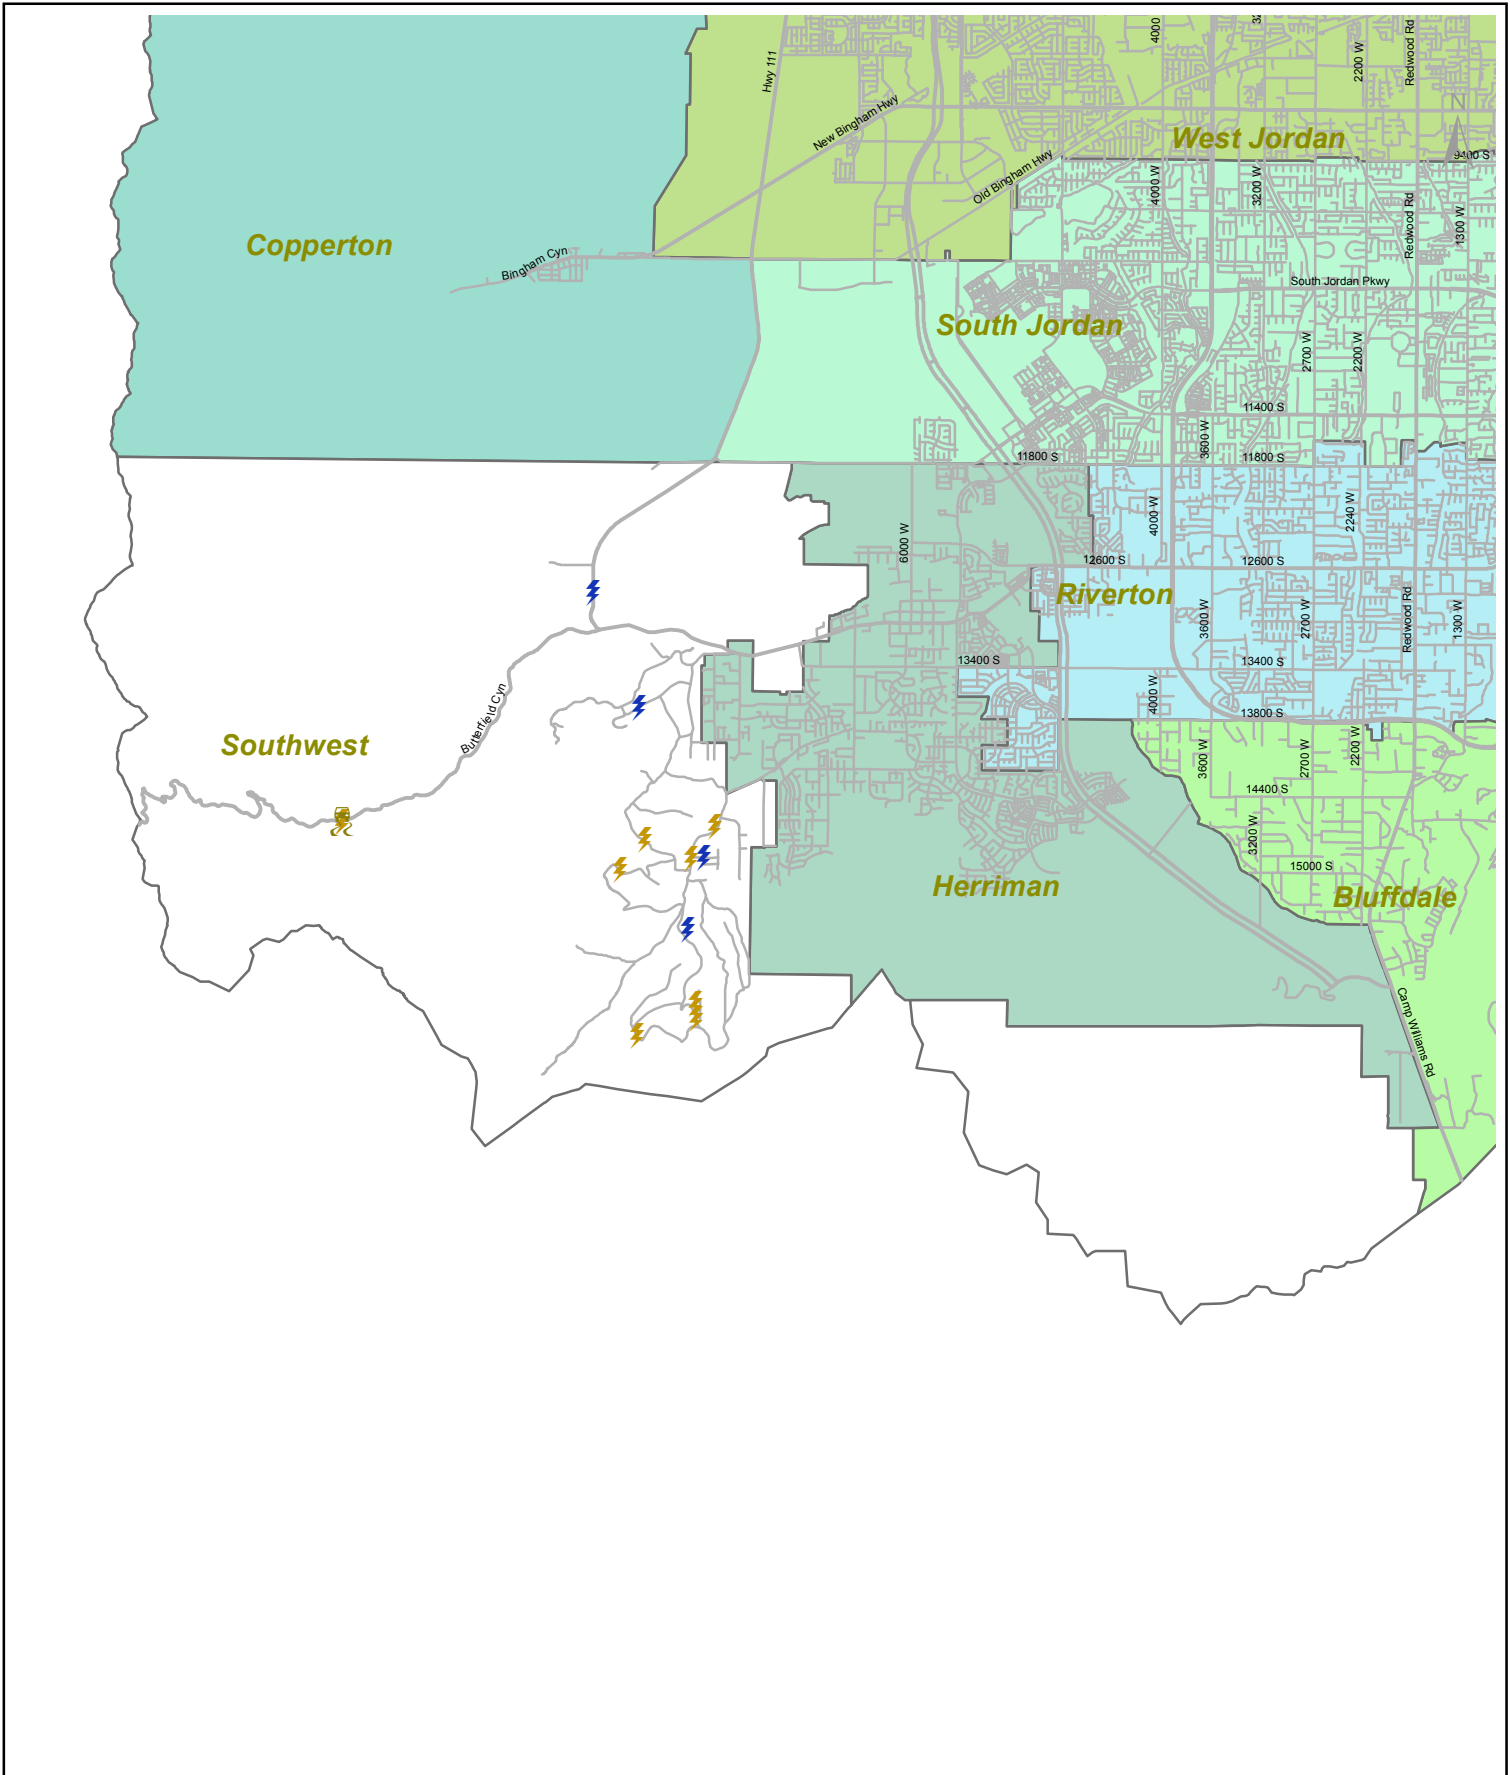 4000
32
2200 W
Redwood Rd
Hwy 111
New Bingham Hwy
N
West Jordan
9400 S
Old Bingham Hwy
4000 W
3200 W
Redwood Rd
1300 W
Copperton
Bingham Cyn
South Jordan Pkwy
South Jordan
2700 W
2200 W
11400 S
3600 W
11800 S
11800 S
4000 W
2240 W
6000 W
12600 S
12600 S
Riverton
3600 W
2700 W
Redwood Rd
1300 W
13400 S
13400 S
Butterfield Cyn
4000 W
13800 S
Southwest
3600 W
2700 W
2200 W
14400 S
3200 W
15000 S
Herriman
Bluffdale
Camp Williams Rd